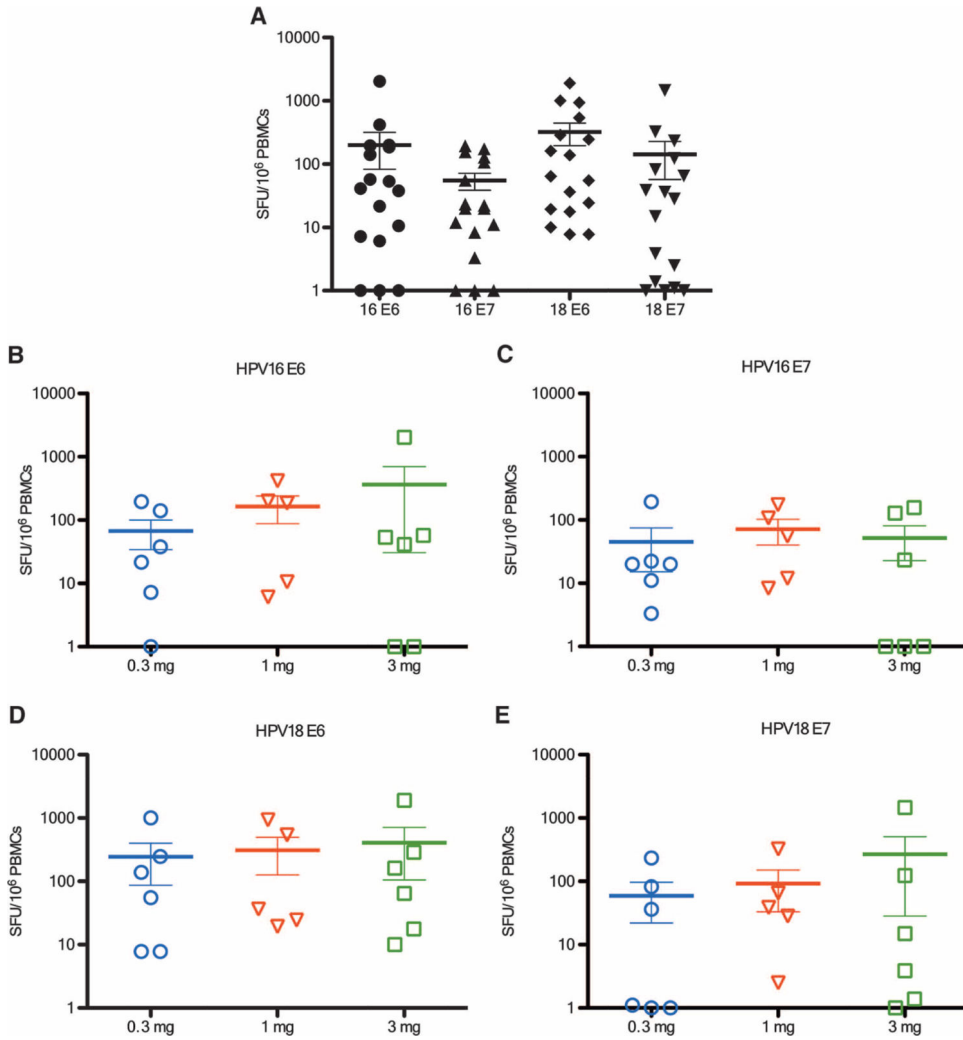 A
SFU/10⁶ PBMCs
10000
1000
100
10
1
16 E6
16 E7
18 E6
18 E7
B
HPV16 E6
SFU/10⁶ PBMCs
10000
1000
100
10
1
0.3 mg
1 mg
3 mg
C
HPV16 E7
SFU/10⁶ PBMCs
10000
1000
100
10
1
0.3 mg
1 mg
3 mg
D
HPV18 E6
SFU/10⁶ PBMCs
10000
1000
100
10
1
0.3 mg
1 mg
3 mg
E
HPV18 E7
SFU/10⁶ PBMCs
10000
1000
100
10
1
0.3 mg
1 mg
3 mg